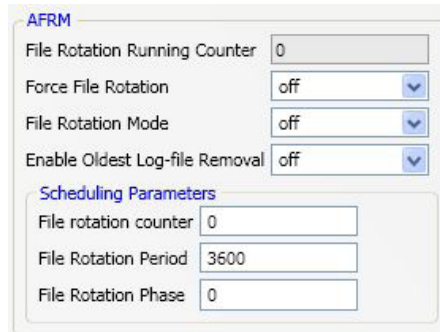 AFRM
File Rotation Running Counter 0
Force File Rotation off
File Rotation Mode off
Enable Oldest Log-file Removal off
Scheduling Parameters
File rotation counter 0
File Rotation Period 3600
File Rotation Phase 0